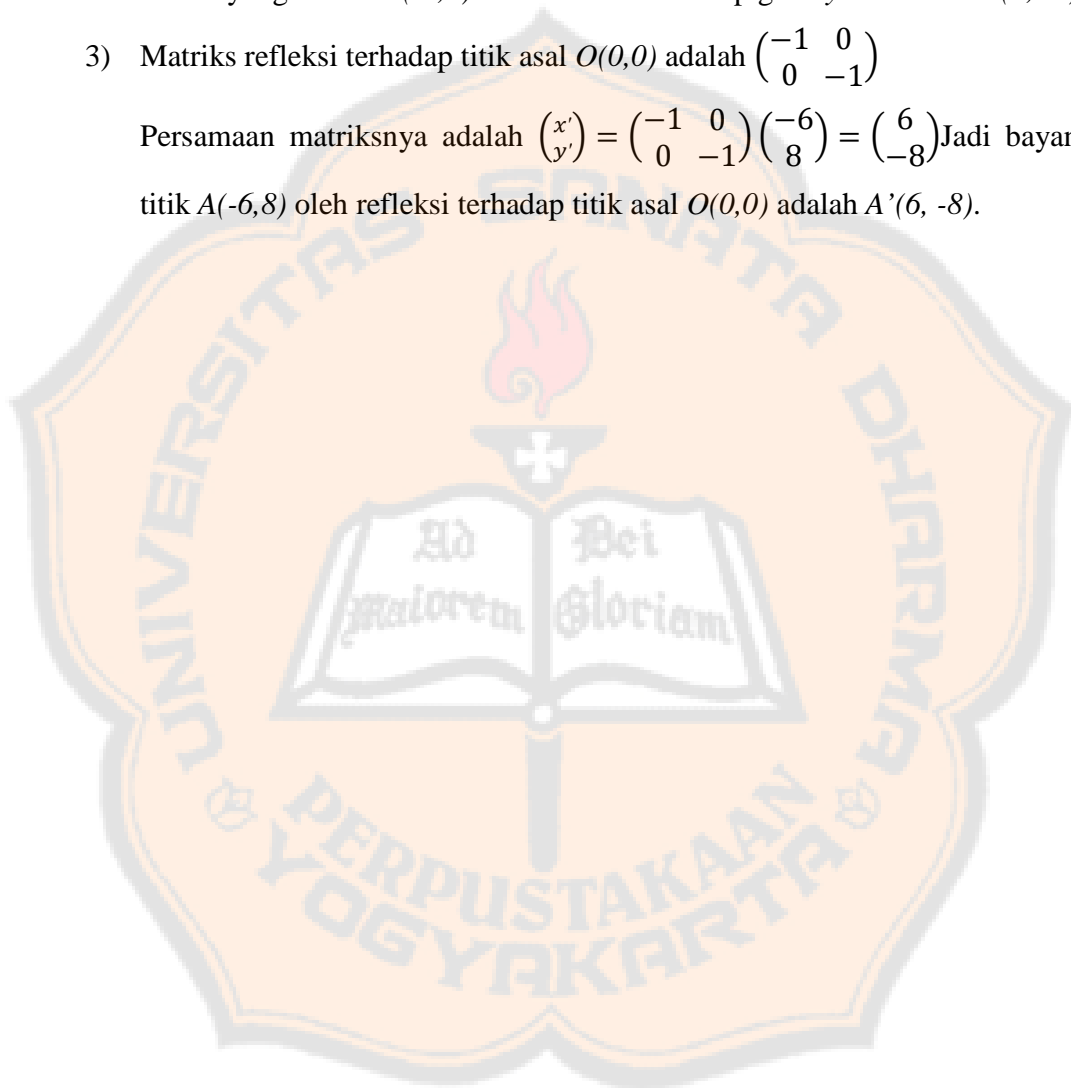 3) Matriks refleksi terhadap titik asal O(0,0) adalah (−1 0
0 −1)
Persamaan matriksnya adalah (x′
y′) = (−1 0
0 −1)(−6
8) = (6
−8)Jadi bayan
titik A(-6,8) oleh refleksi terhadap titik asal O(0,0) adalah A’(6, -8).
UNIVERSITAS SANATA DHARMA
Ad Maiorem Dei Gloriam
PERPUSTAKAAN
YOGYAKARTA